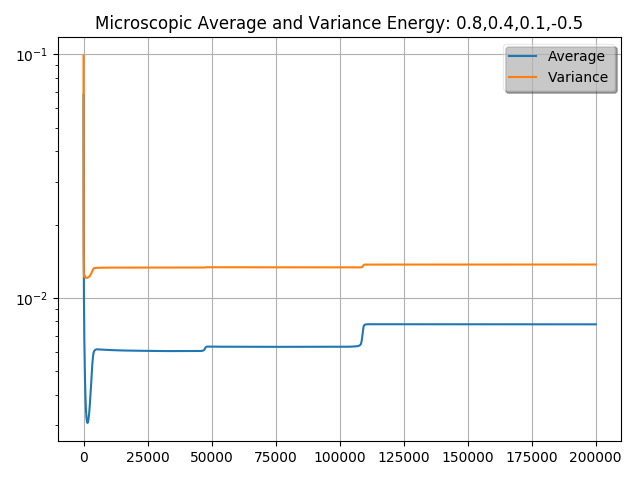 Microscopic Average and Variance Energy: 0.8,0.4,0.1,-0.5
10⁻¹
Average
Variance
10⁻²
0 25000 50000 75000 100000 125000 150000 175000 200000